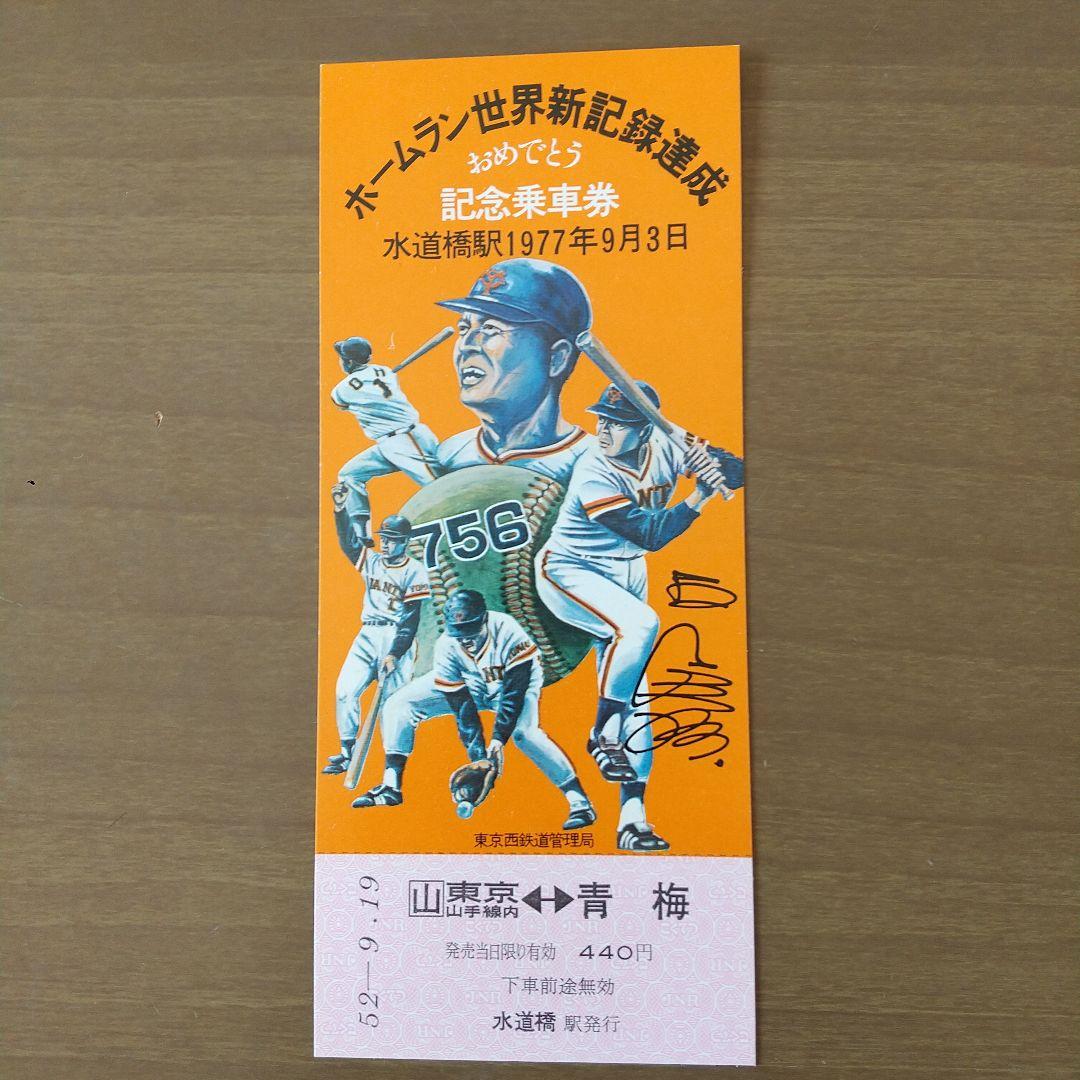 ホームラン世界新記録達成
おめでとう
記念乗車券
水道橋駅1977年9月3日
OH
1
756
東京西鉄道管理局
52-9.19
山 東京山手線内 ↔ 青梅
発売当日限り有効 440円
下車前途無効
水道橋 駅発行
JNR